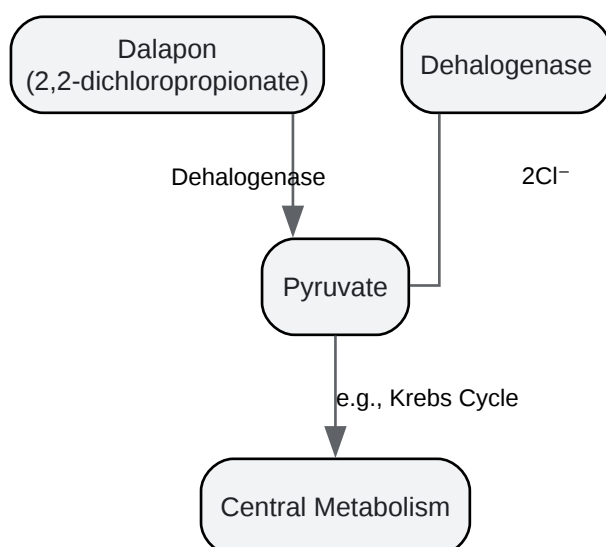 Dalapon
(2,2-dichloropropionate)
Dehalogenase
Dehalogenase
2Cl⁻
Pyruvate
e.g., Krebs Cycle
Central Metabolism